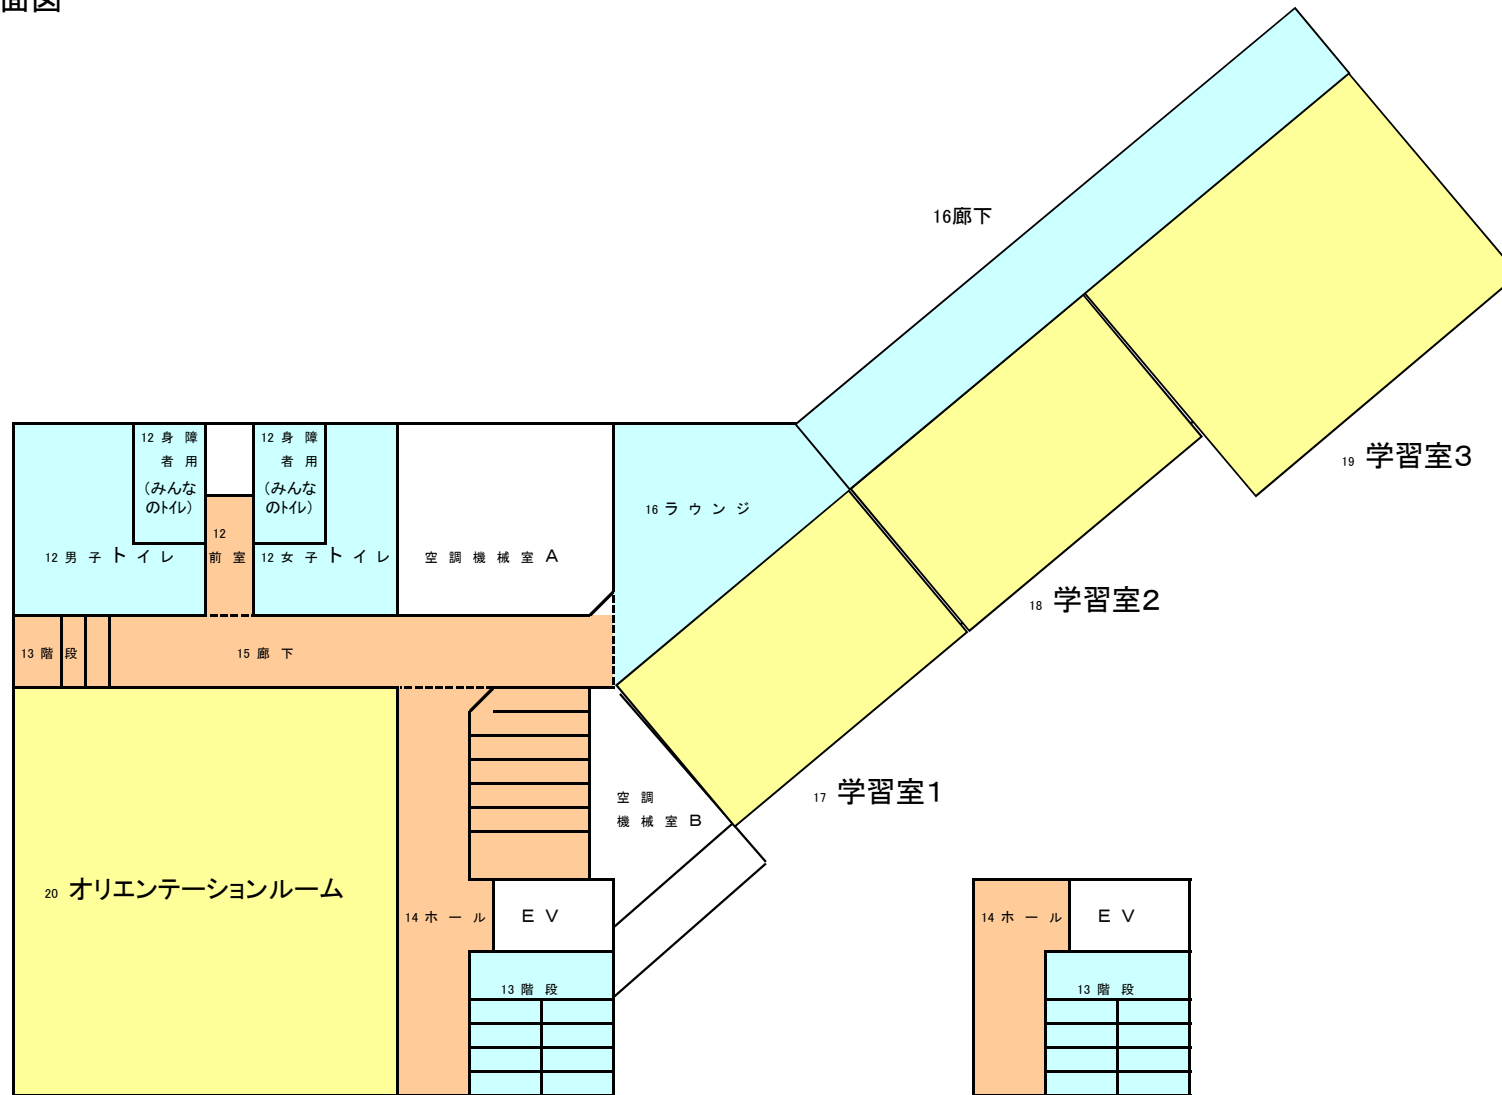 面図
16廊下
12 身 障
者 用
(みんな
のトイレ)
12 身 障
者 用
(みんな
のトイレ)
19 学習室3
16 ラ ウ ン ジ
12
前 室
12 男 子 ト イ レ
12 女 子 ト イ レ
空 調 機 械 室 A
18 学習室2
13 階 段
15 廊 下
17 学習室1
空 調
機 械 室 B
20 オリエンテーションルーム
14 ホ ー ル
E V
14 ホ ー ル
E V
13 階 段
13 階 段